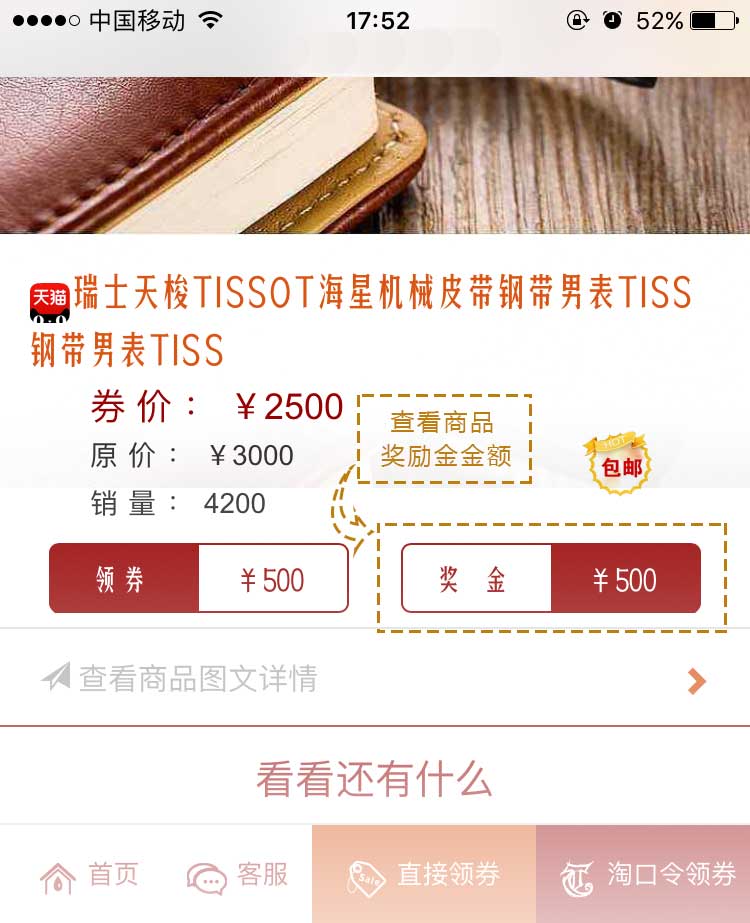 中国移动 17:52 52%
天猫 瑞士天梭TISSOT海星机械皮带钢带男表TISS
钢带男表TISS
券价： ￥2500
查看商品
奖励金金额
原价： ￥3000
HOT
包邮
销量： 4200
领券 ￥500
奖金 ￥500
查看商品图文详情
看看还有什么
首页 客服 Sale 直接领券 淘口令领券